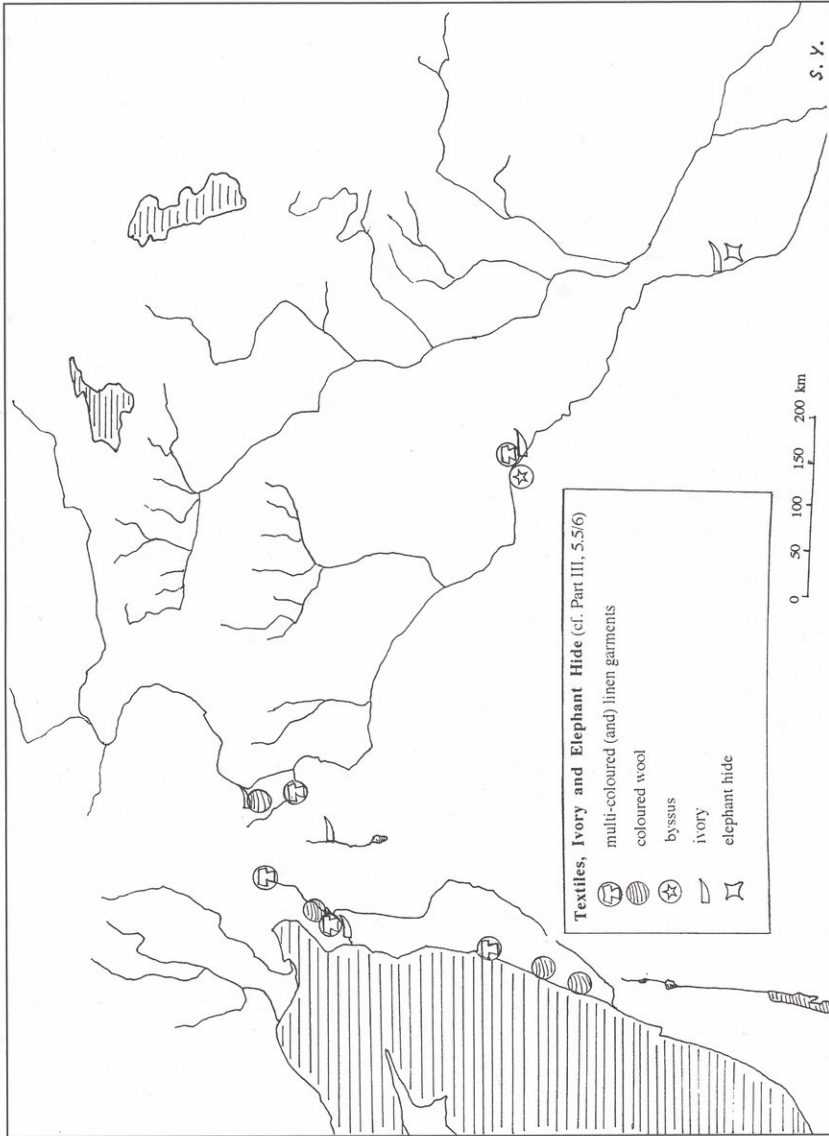 Textiles, Ivory and Elephant Hide (cf. Part III, 5.5/6)
multi-coloured (and) linen garments
coloured wool
byssus
ivory
elephant hide
0 50 100 150 200 km
S.Y.